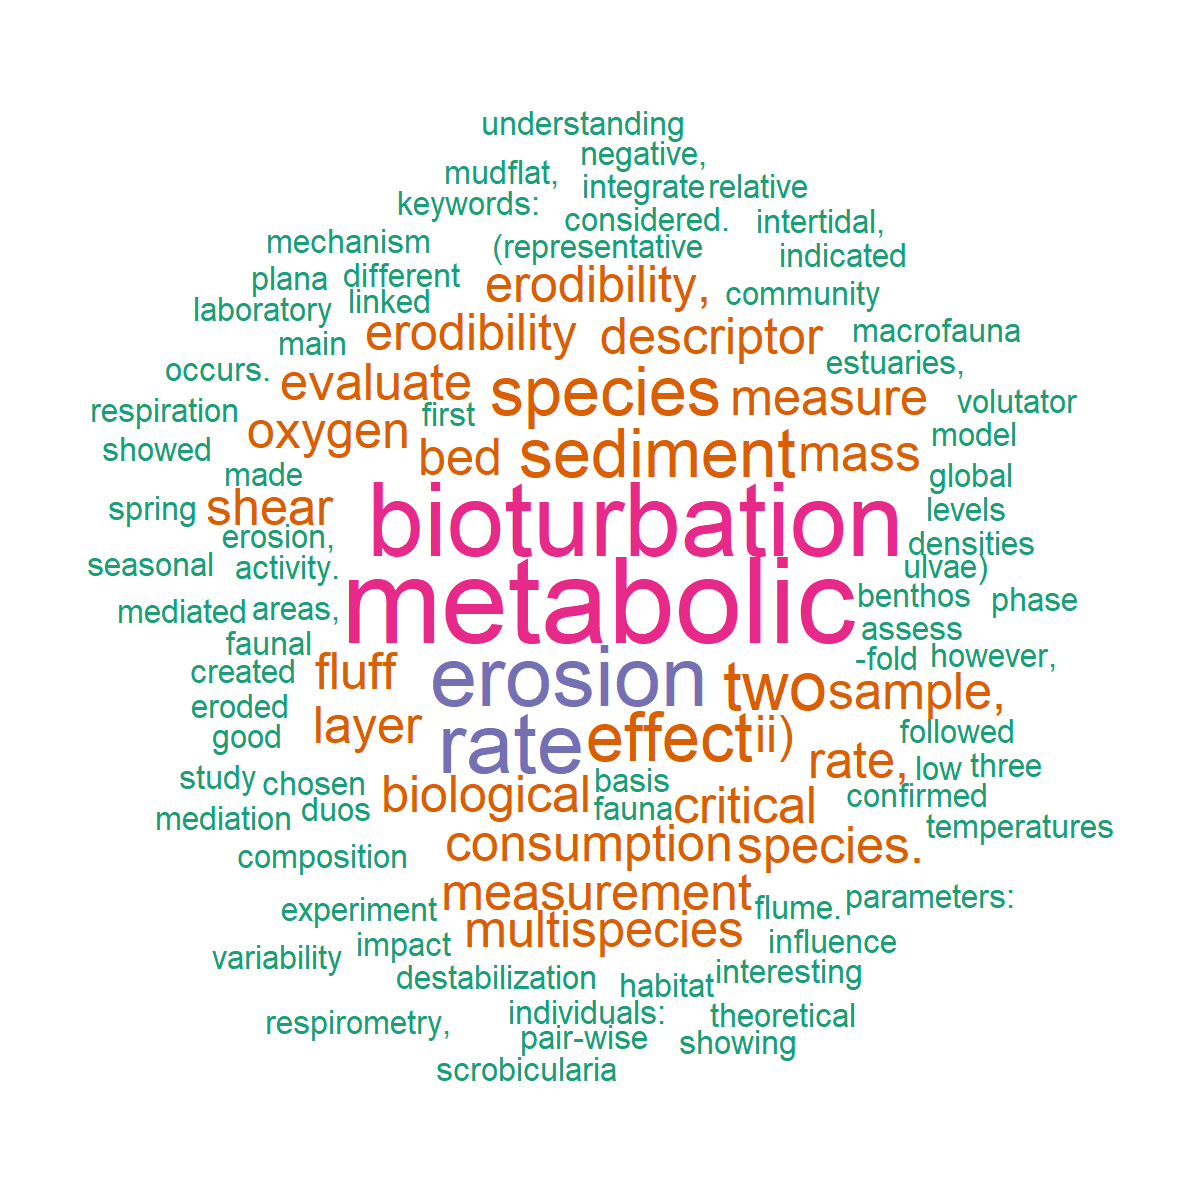 understanding
negative,
mudflat,
integrate relative
keywords:
considered. intertidal,
mechanism (representative indicated
plana different
erodibility, community
laboratory linked
main erodibility descriptor macrofauna
occurs. evaluate species measure estuaries,
respiration first volutator
showed oxygen bed sediment mass model
made global
spring shear bioturbation levels
erosion, densities
seasonal activity. ulvae)
mediated areas, metabolic benthos phase
faunal assess
created fluff erosion two sample, -fold however,
eroded layer
good rate effect ii) rate, followed
study chosen basis low three
mediation duos biological fauna critical confirmed
composition consumption species. temperatures
experiment measurement flume. parameters:
variability impact multispecies influence
destabilization habitat interesting
respirometry, individuals: theoretical
pair-wise showing
scrobicularia